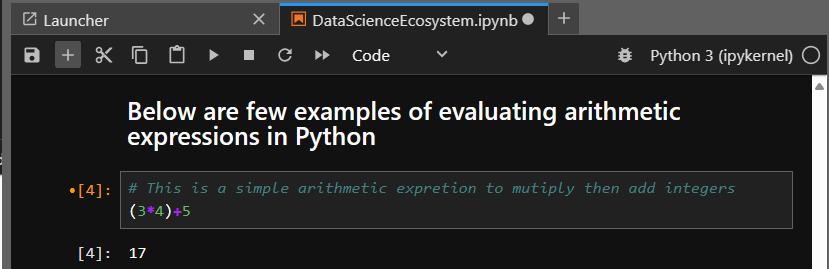 Launcher
DataScienceEcosystem.ipynb
Code
Python 3 (ipykernel)
Below are few examples of evaluating arithmetic
expressions in Python
[4]:
# This is a simple arithmetic expretion to mutiply then add integers
(3*4)+5
[4]: 17